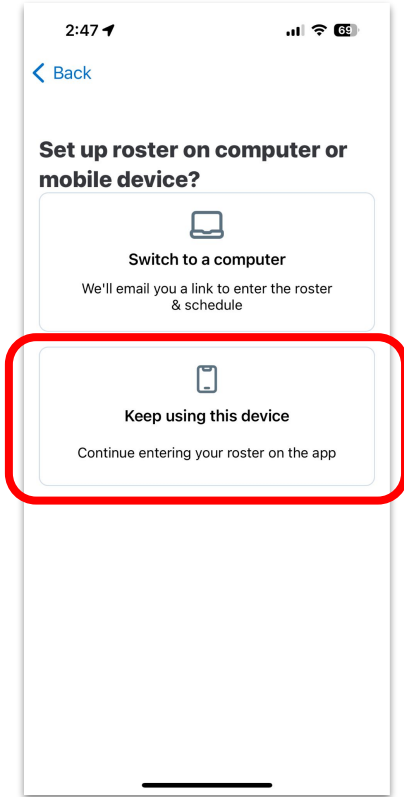 2:47
69
Back
Set up roster on computer or
mobile device?
Switch to a computer
We'll email you a link to enter the roster
& schedule
Keep using this device
Continue entering your roster on the app